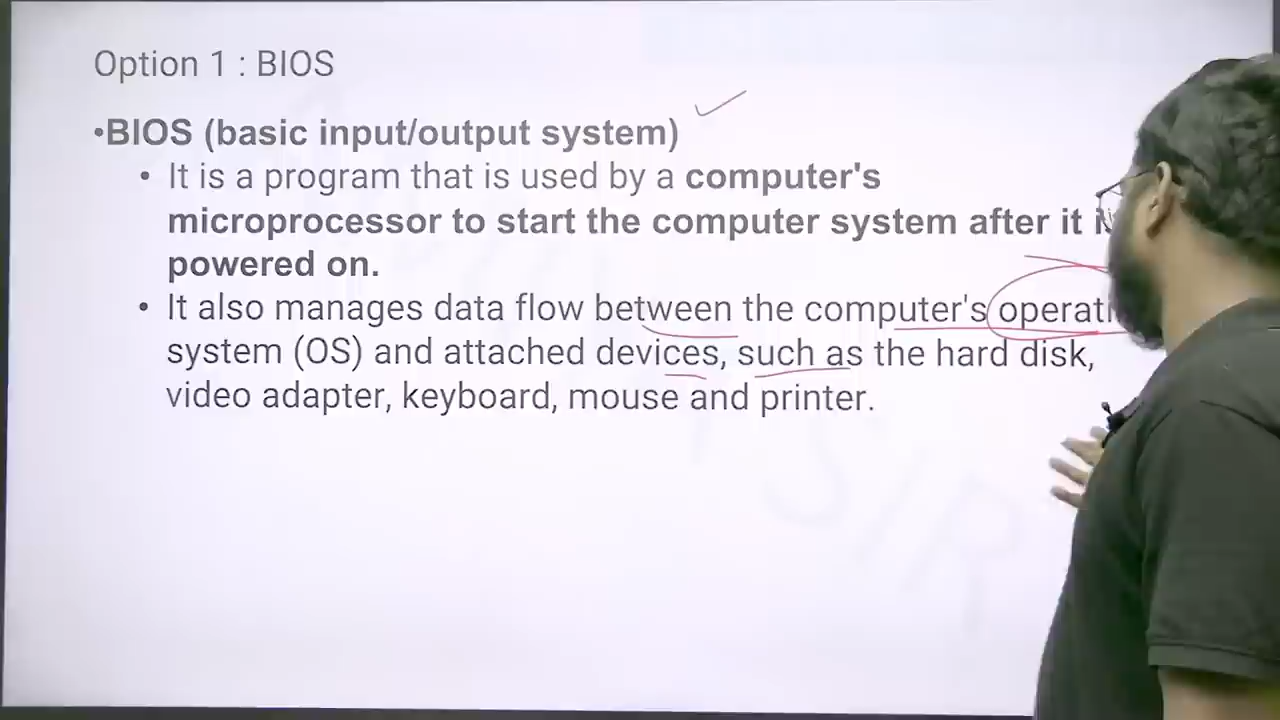 Option 1 : BIOS
•BIOS (basic input/output system)
• It is a program that is used by a computer's
microprocessor to start the computer system after it
powered on.
• It also manages data flow between the computer's operati
system (OS) and attached devices, such as the hard disk,
video adapter, keyboard, mouse and printer.
SIR